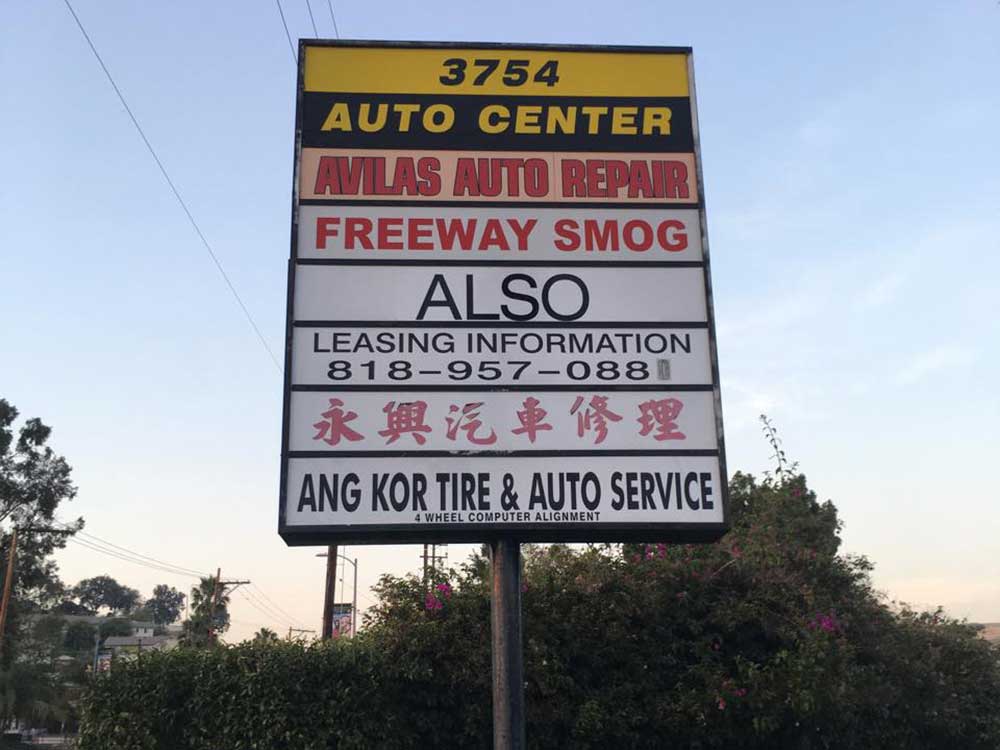 3754
AUTO CENTER
AVILAS AUTO REPAIR
FREEWAY SMOG
ALSO
LEASING INFORMATION
818-957-088
永興汽車修理
ANG KOR TIRE & AUTO SERVICE
4 WHEEL COMPUTER ALIGNMENT